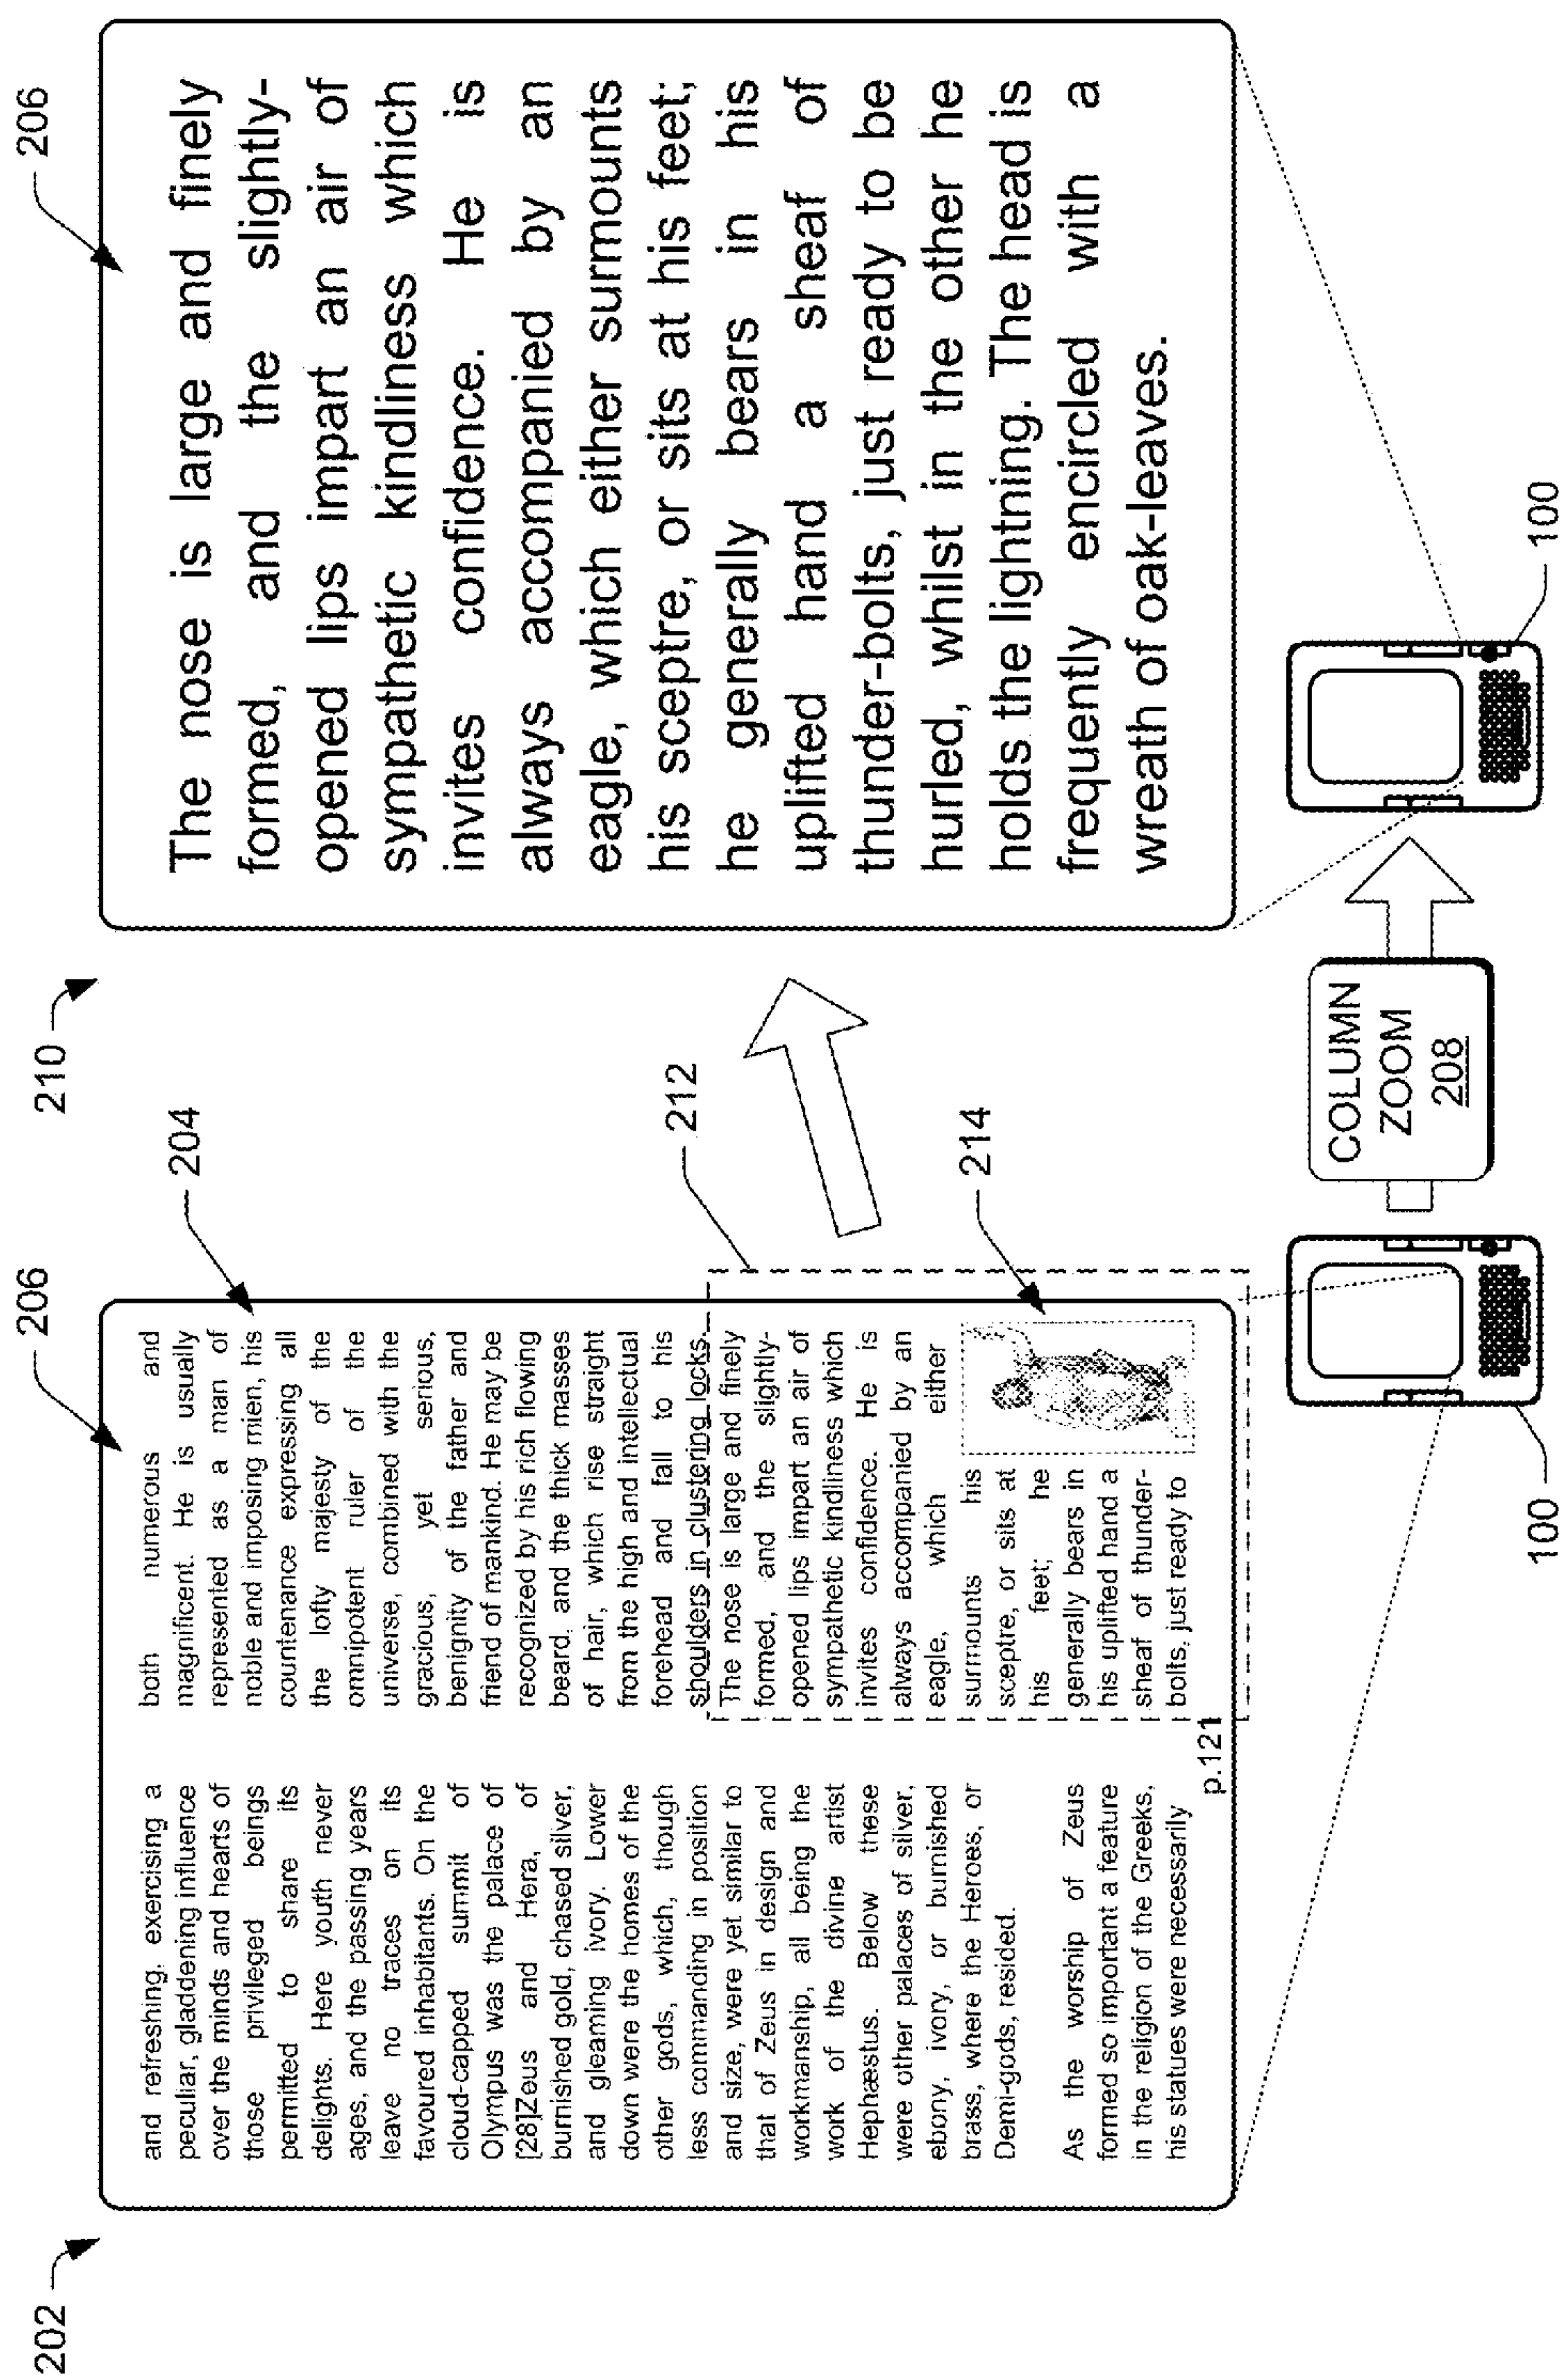 202
206
204
and refreshing, exercising a
peculiar, gladdening influence
over the minds and hearts of
those privileged beings
permitted to share its
delights. Here youth never
ages, and the passing years
leave no traces on its
favoured inhabitants. On the
cloud-capped summit of
Olympus was the palace of
[28]Zeus and Hera, of
burnished gold, chased silver,
and gleaming ivory. Lower
down were the homes of the
other gods, which, though
less commanding in position
and size, were yet similar to
that of Zeus in design and
workmanship, all being the
work of the divine artist
Hephæstus. Below these
were other palaces of silver,
ebony, ivory, or burnished
brass, where the Heroes, or
Demi-gods, resided.
As the worship of Zeus
formed so important a feature
in the religion of the Greeks,
his statues were necessarily
both numerous and
magnificent. He is usually
represented as a man of
noble and imposing mien, his
countenance expressing all
the lofty majesty of the
omnipotent ruler of the
universe, combined with the
gracious, yet serious,
benignity of the father and
friend of mankind. He may be
recognized by his rich flowing
beard, and the thick masses
of hair, which rise straight
from the high and intellectual
forehead and fall to his
shoulders in clustering locks.
The nose is large and finely
formed, and the slightly-
opened lips impart an air of
sympathetic kindliness which
invites confidence. He is
always accompanied by an
eagle, which either
surmounts his
sceptre, or sits at
his feet; he
generally bears in
his uplifted hand a
sheaf of thunder-
bolts, just ready to
p.121
212
214
210
206
The nose is large and finely
formed, and the slightly-
opened lips impart an air of
sympathetic kindliness which
invites confidence. He is
always accompanied by an
eagle, which either surmounts
his sceptre, or sits at his feet;
he generally bears in his
uplifted hand a sheaf of
thunder-bolts, just ready to be
hurled, whilst in the other he
holds the lightning. The head is
frequently encircled with a
wreath of oak-leaves.
100
COLUMN
ZOOM
208
100